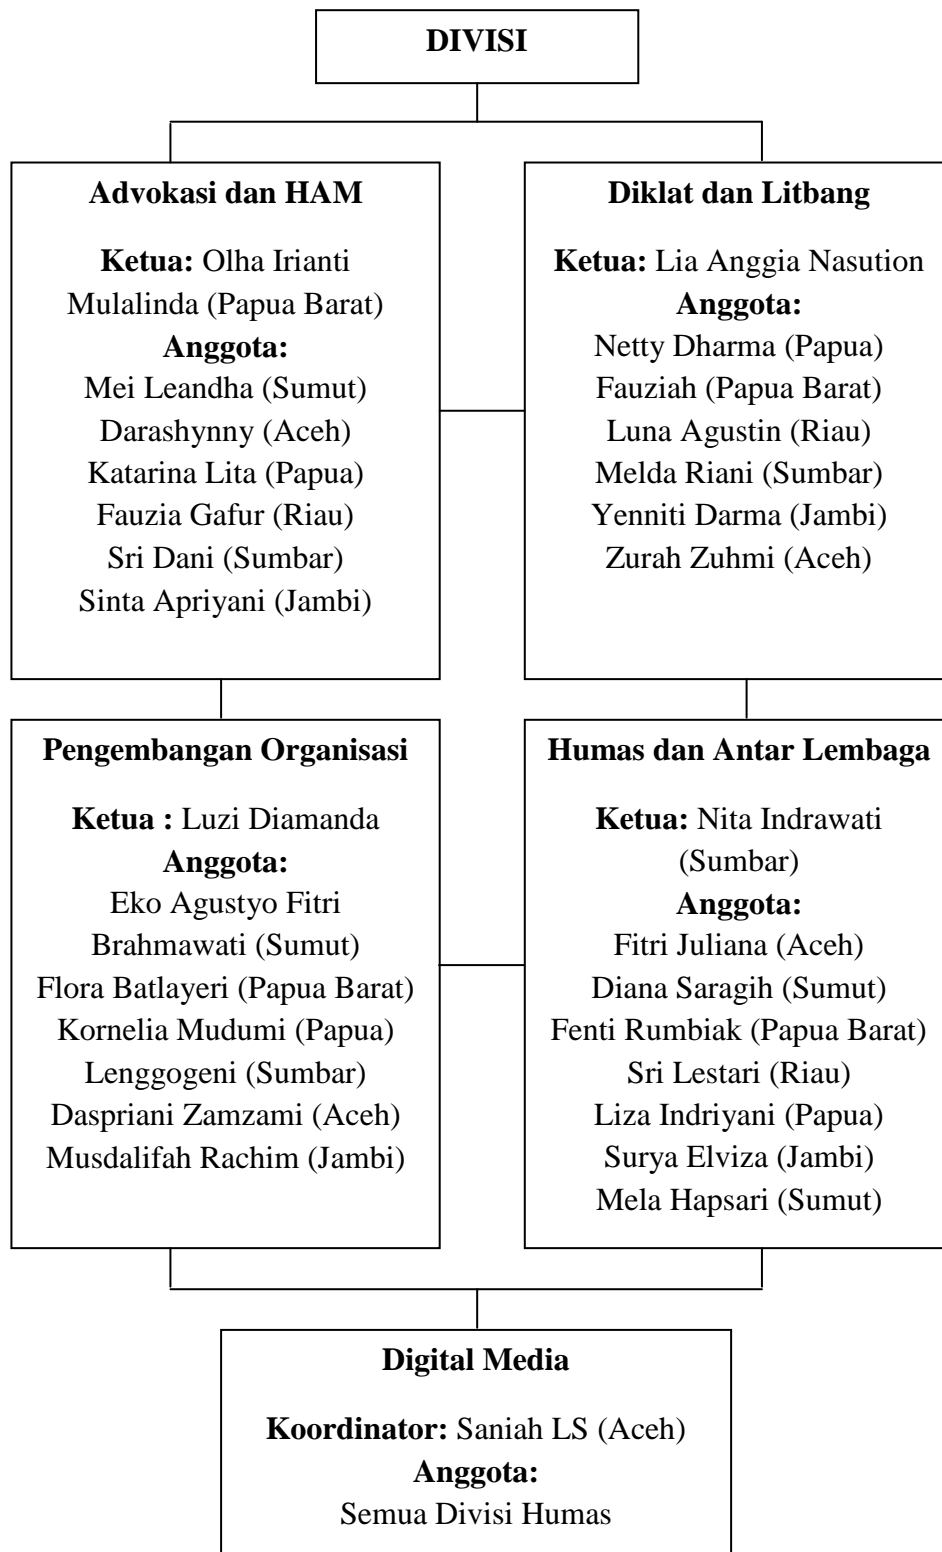 DIVISI
Advokasi dan HAM
Ketua: Olha Irianti
Mulalinda (Papua Barat)
Anggota:
Mei Leandha (Sumut)
Darashynny (Aceh)
Katarina Lita (Papua)
Fauzia Gafur (Riau)
Sri Dani (Sumbar)
Sinta Apriyani (Jambi)
Diklat dan Litbang
Ketua: Lia Anggia Nasution
Anggota:
Netty Dharma (Papua)
Fauziah (Papua Barat)
Luna Agustin (Riau)
Melda Riani (Sumbar)
Yenniti Darma (Jambi)
Zurah Zuhmi (Aceh)
Pengembangan Organisasi
Ketua : Luzi Diamanda
Anggota:
Eko Agustyo Fitri
Brahmawati (Sumut)
Flora Batlayeri (Papua Barat)
Kornelia Mudumi (Papua)
Lenggogeni (Sumbar)
Daspriani Zamzami (Aceh)
Musdalifah Rachim (Jambi)
Humas dan Antar Lembaga
Ketua: Nita Indrawati
(Sumbar)
Anggota:
Fitri Juliana (Aceh)
Diana Saragih (Sumut)
Fenti Rumbiak (Papua Barat)
Sri Lestari (Riau)
Liza Indriyani (Papua)
Surya Elviza (Jambi)
Mela Hapsari (Sumut)
Digital Media
Koordinator: Saniah LS (Aceh)
Anggota:
Semua Divisi Humas